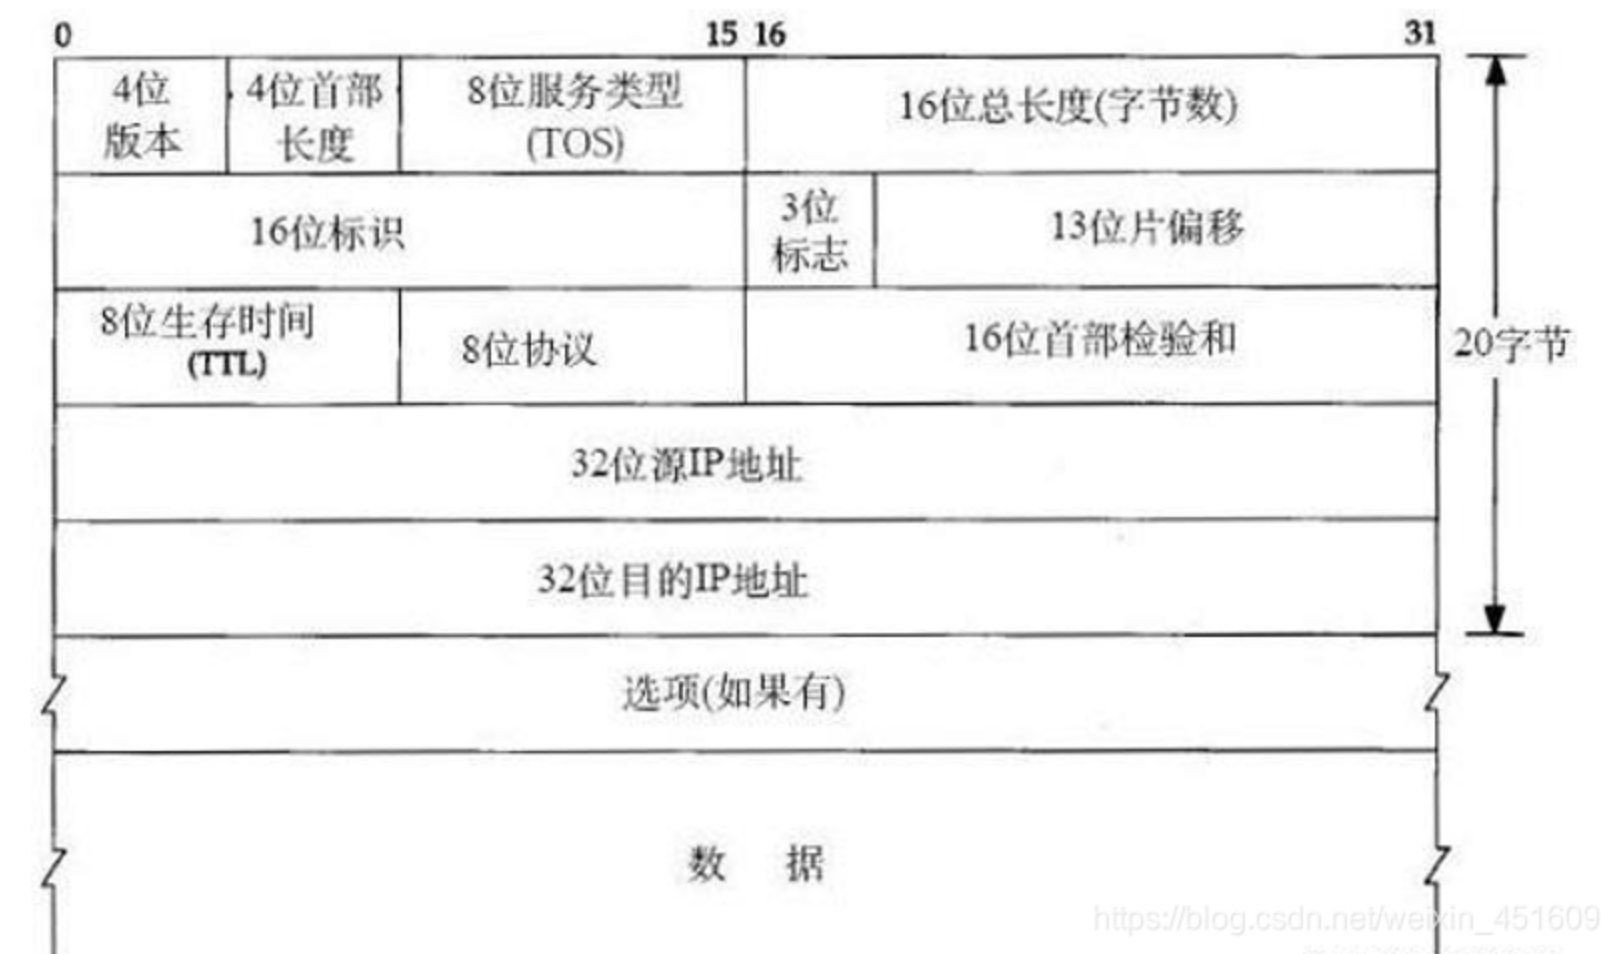 0 15 16 31
4位
版本
4位首部
长度
8位服务类型
(TOS)
16位总长度(字节数)
16位标识
3位
标志
13位片偏移
8位生存时间
(TTL)
8位协议
16位首部检验和
20字节
32位源IP地址
32位目的IP地址
选项(如果有)
数 据
https://blog.csdn.net/weixin_451609